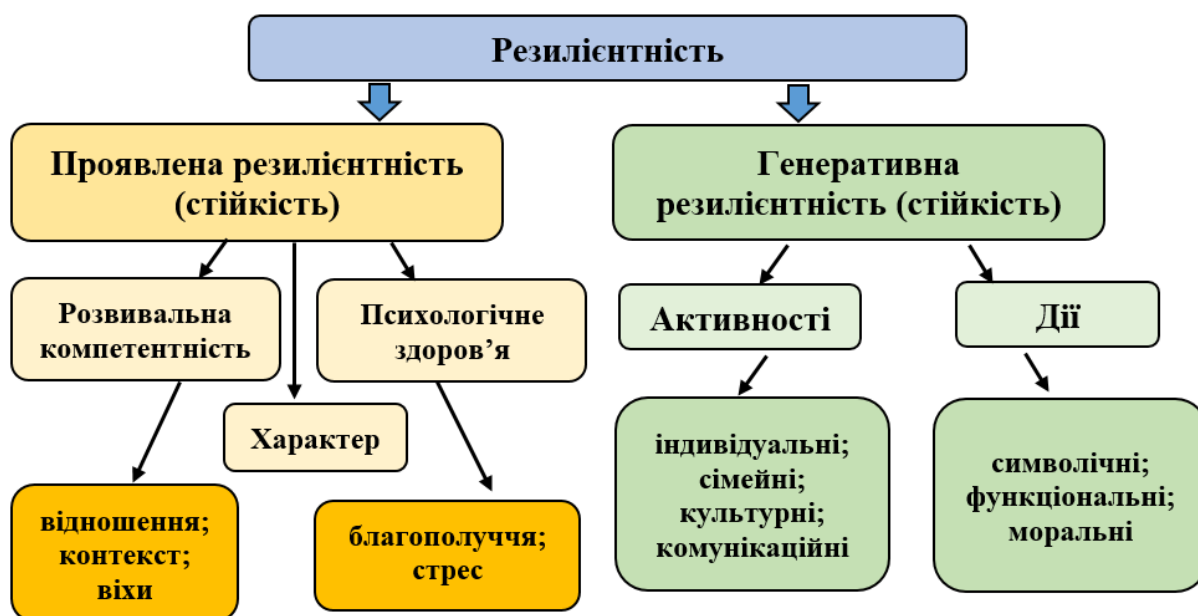 Резилієнтність
Проявлена резилієнтність
(стійкість)
Генеративна
резилієнтність (стійкість)
Розвивальна
компетентність
Психологічне
здоров’я
Активності
Дії
Характер
відношення;
контекст;
віхи
благополуччя;
стрес
індивідуальні;
сімейні;
культурні;
комунікаційні
символічні;
функціональні;
моральні